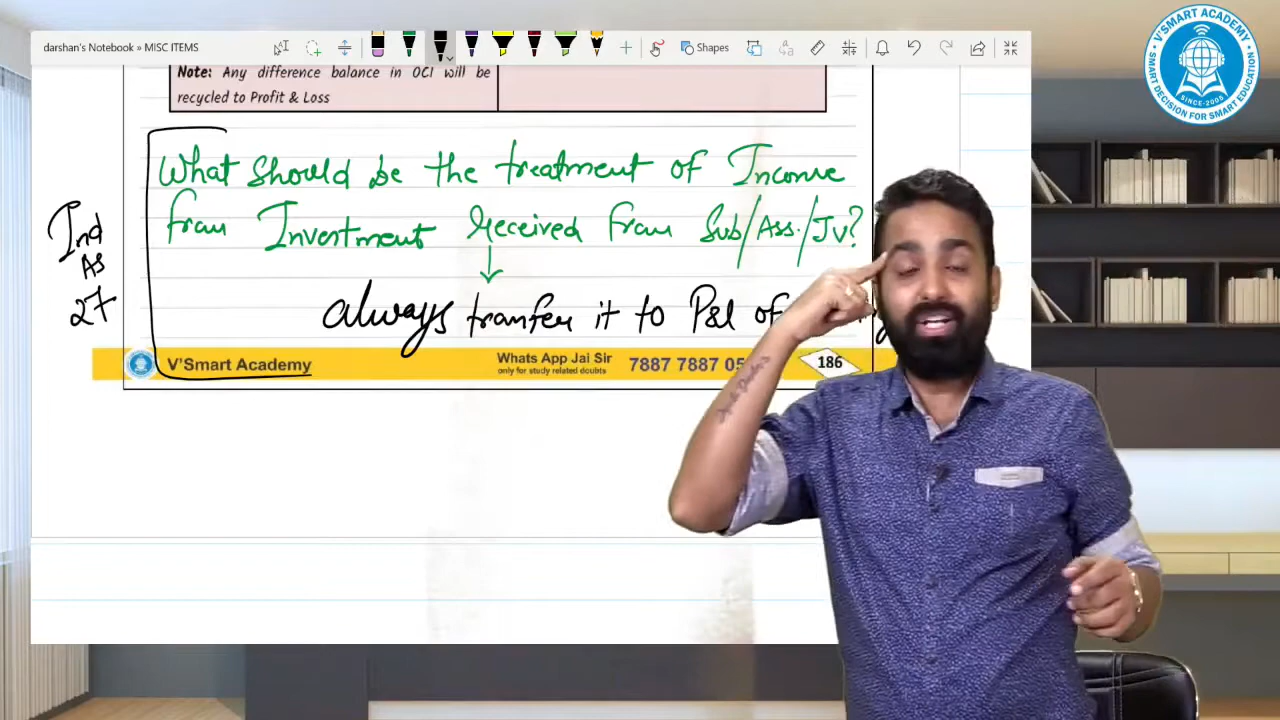 darshan's Notebook » MISC ITEMS
Shapes
Note: Any difference balance in OCI will be
recycled to Profit & Loss
What Should be the treatment of Income
from Investment Received from Sub/Ass./JV?
Ind
AS
27
always transfer it to P&L of
V'Smart Academy
Whats App Jai Sir
only for study related doubts
7887 7887 05
186
V'SMART ACADEMY
SMART DECISION FOR SMART EDUCATION
SINCE-2005